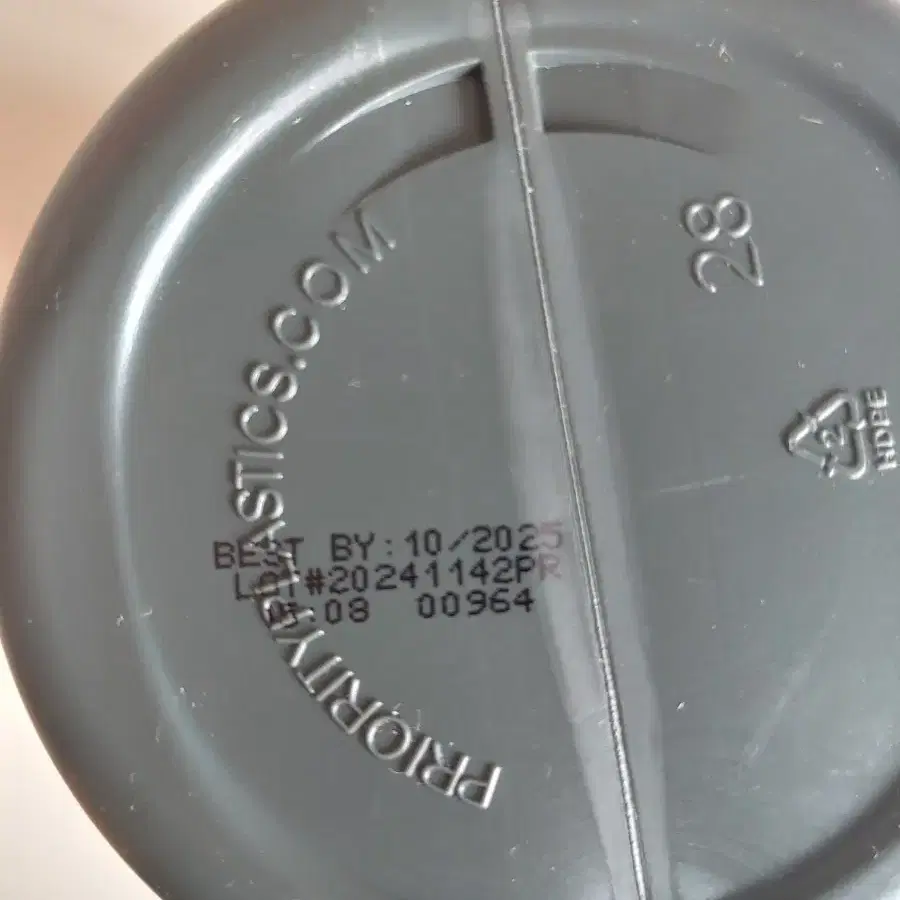 PRIORITYPLASTICS.COM
28
2
HDPE
BEST BY:10/2025
LOT#20241142PR
:08 00964